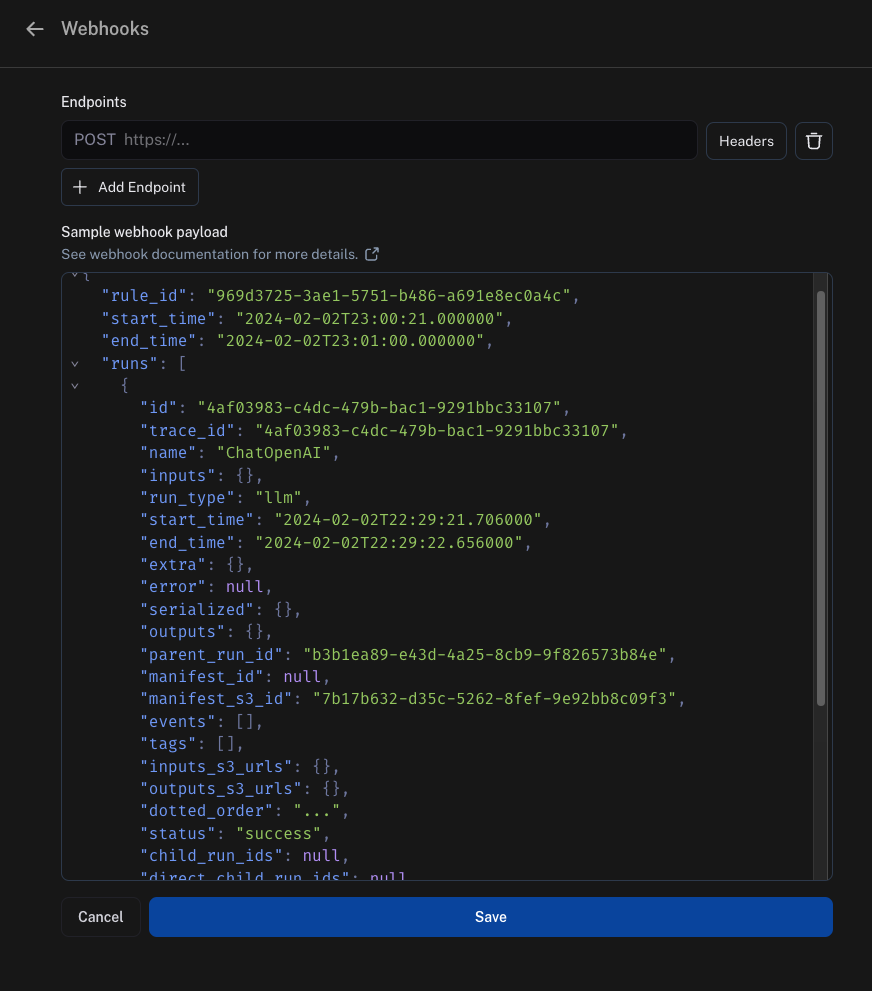 Webhooks
Endpoints
POST https://...
Headers
Add Endpoint
Sample webhook payload
See webhook documentation for more details.
{
"rule_id": "969d3725-3ae1-5751-b486-a691e8ec0a4c",
"start_time": "2024-02-02T23:00:21.000000",
"end_time": "2024-02-02T23:01:00.000000",
"runs": [
{
"id": "4af03983-c4dc-479b-bac1-9291bbc33107",
"trace_id": "4af03983-c4dc-479b-bac1-9291bbc33107",
"name": "ChatOpenAI",
"inputs": {},
"run_type": "llm",
"start_time": "2024-02-02T22:29:21.706000",
"end_time": "2024-02-02T22:29:22.656000",
"extra": {},
"error": null,
"serialized": {},
"outputs": {},
"parent_run_id": "b3b1ea89-e43d-4a25-8cb9-9f826573b84e",
"manifest_id": null,
"manifest_s3_id": "7b17b632-d35c-5262-8fef-9e92bb8c09f3",
"events": [],
"tags": [],
"inputs_s3_urls": {},
"outputs_s3_urls": {},
"dotted_order": "...",
"status": "success",
"child_run_ids": null,
"direct_child_run_ids": null
Cancel
Save